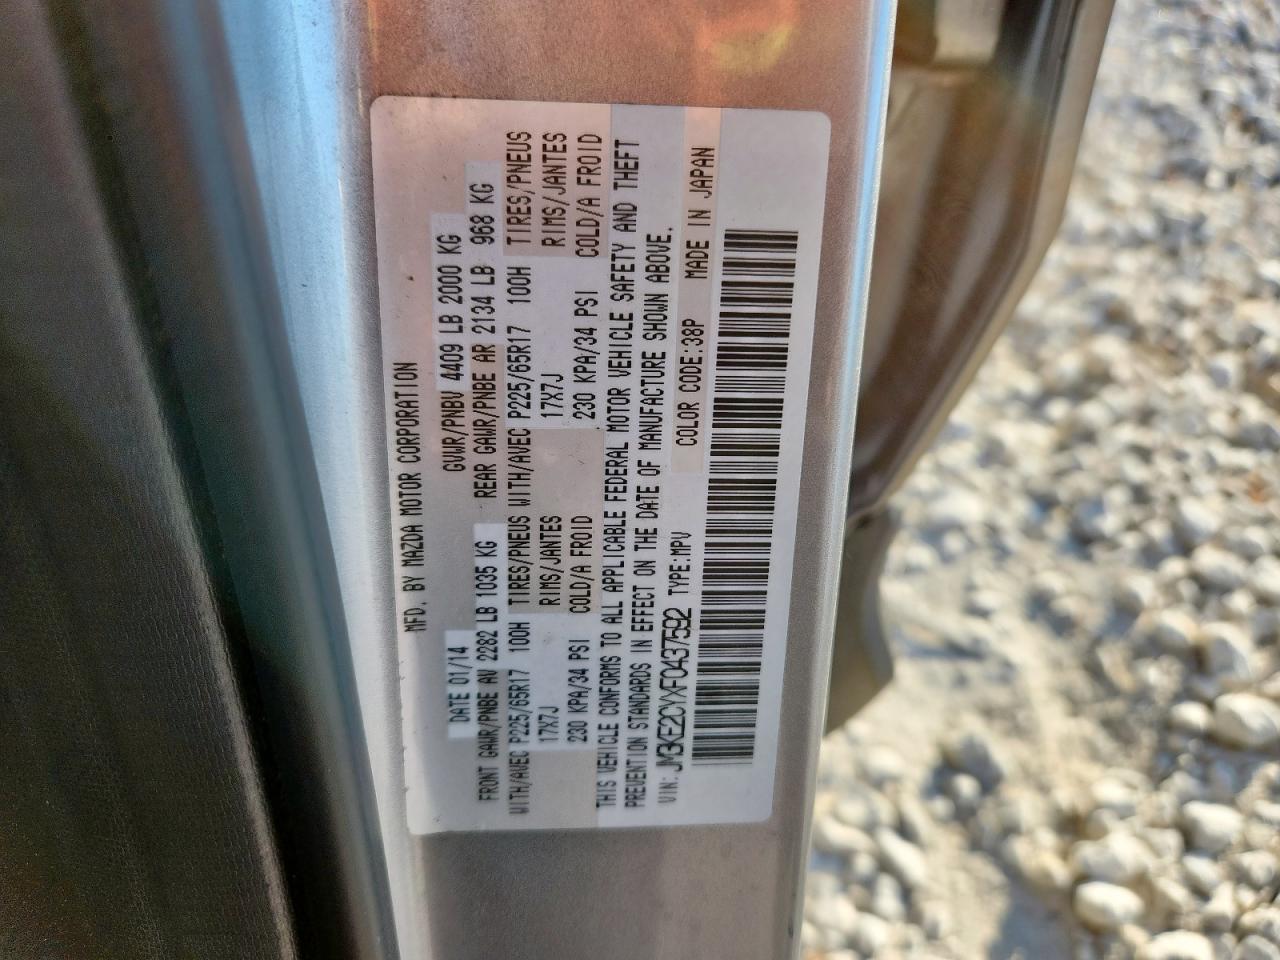 MFD. BY MAZDA MOTOR CORPORATION
DATE 01/14 GVWR/PNBV 4409 LB 2000 KG
FRONT GAWR/PNBE AV 2282 LB 1035 KG REAR GAWR/PNBE AR 2134 LB 968 KG
WITH/AVEC P225/65R17 100H TIRES/PNEUS WITH/AVEC P225/65R17 100H TIRES/PNEUS
17X7J RIMS/JANTES 17X7J RIMS/JANTES
230 KPA/34 PSI COLD/A FROID 230 KPA/34 PSI COLD/A FROID
THIS VEHICLE CONFORMS TO ALL APPLICABLE FEDERAL MOTOR VEHICLE SAFETY AND THEFT
PREVENTION STANDARDS IN EFFECT ON THE DATE OF MANUFACTURE SHOWN ABOVE.
VIN: JM3KE2CYXF0437592 TYPE:MPV COLOR CODE:38P MADE IN JAPAN